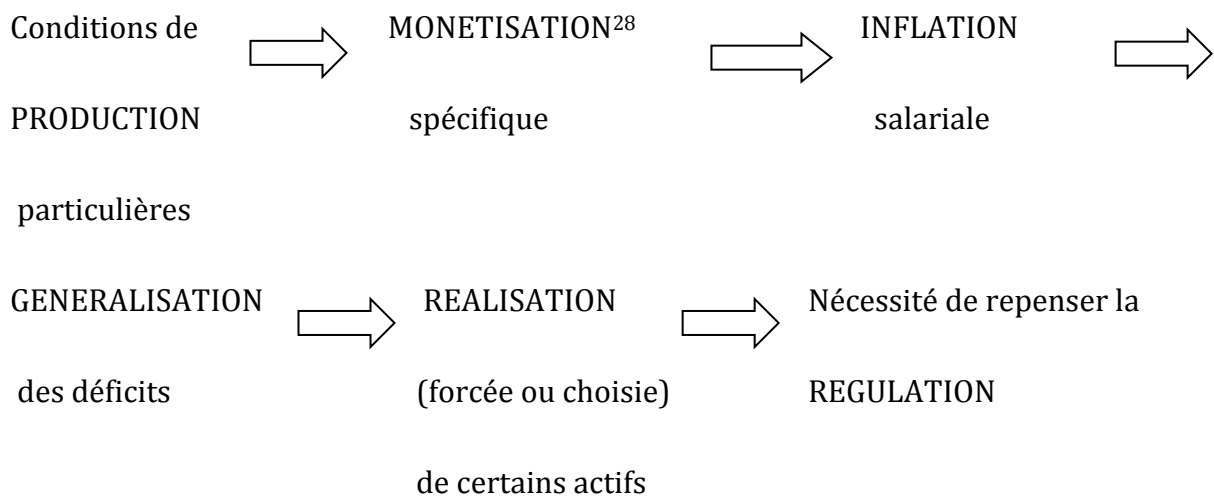 Conditions de MONETISATION²⁸ INFLATION
PRODUCTION spécifique salariale
particulières
GENERALISATION REALISATION Nécessité de repenser la
des déficits (forcée ou choisie) REGULATION
de certains actifs